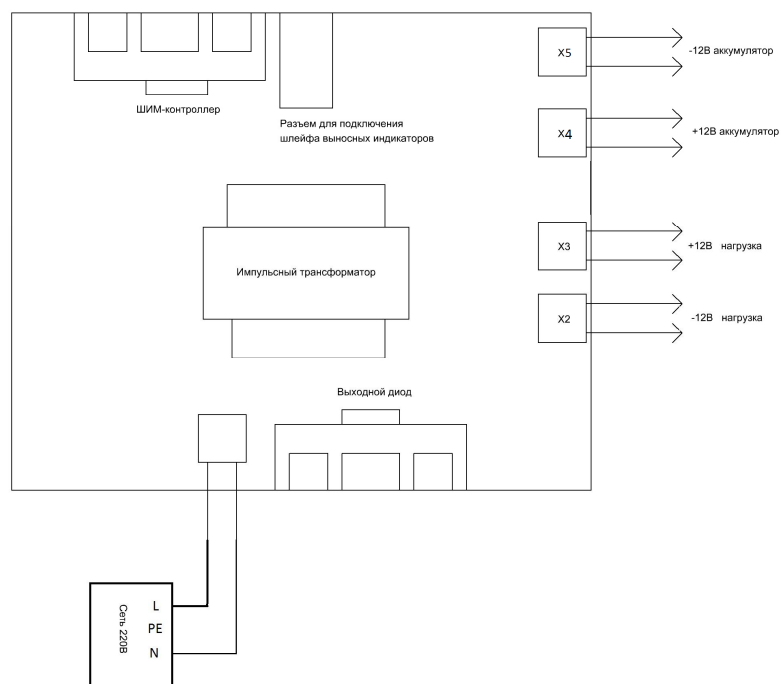 X5
-12В аккумулятор
ШИМ-контроллер
Разъем для подключения
шлейфа выносных индикаторов
X4
+12В аккумулятор
X3
+12В нагрузка
Импульсный трансформатор
X2
-12В нагрузка
Выходной диод
Сеть 220В
L
PE
N